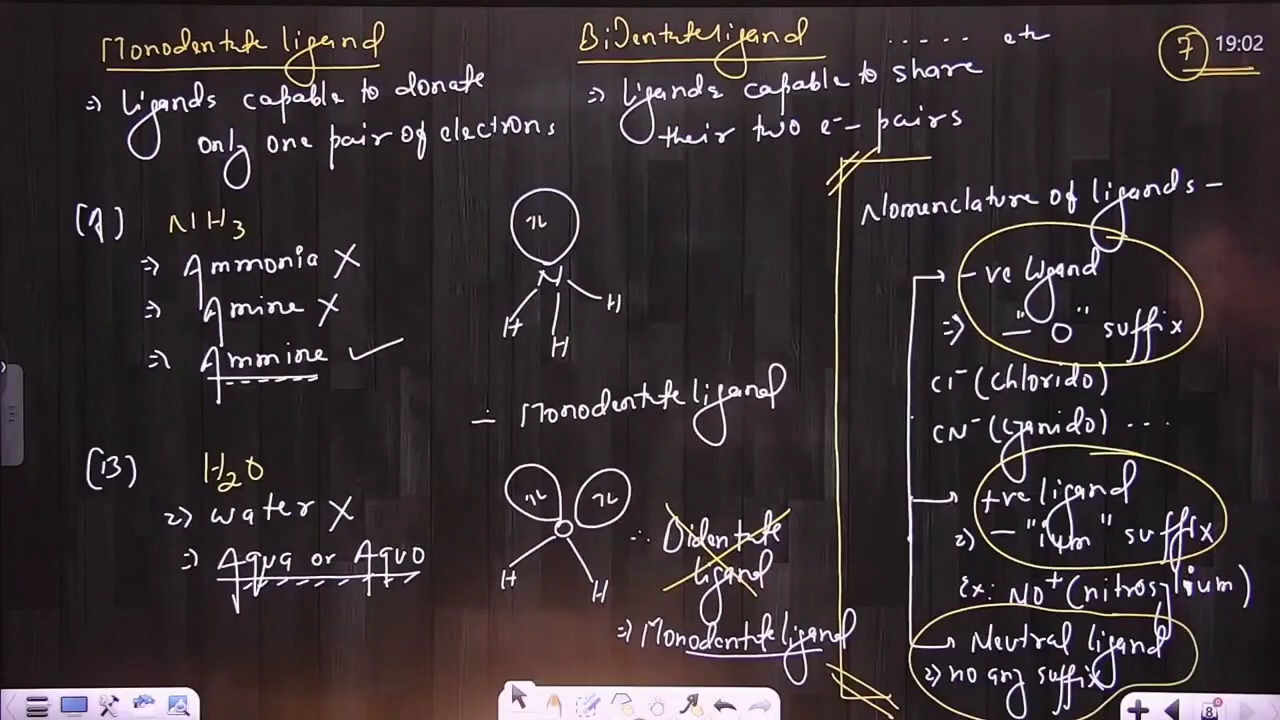 Monodentate ligand
⇒ Ligands capable to donate
only one pair of electrons
(A) NH3
⇒ Ammonia X
⇒ Amine X
⇒ Ammine ✓
(B) H2O
⇒ water X
⇒ Aqua or Aquo
BiDentate ligand ..... etc
⇒ Ligands capable to share
their two e- pairs
N
H
H
H
∴ Monodentate ligand
O
H
H
∴ Didentate
ligand
⇒ Monodentate ligand
7
19:02
Nomenclature of ligands -
→ -ve ligand
⇒ -"o" suffix
Cl- (chlorido)
CN- (cyanido) ...
→ +ve ligand
⇒ -"ium" suffix
Ex: NO+ (nitrosylium)
→ Neutral ligand
⇒ no any suffix
8